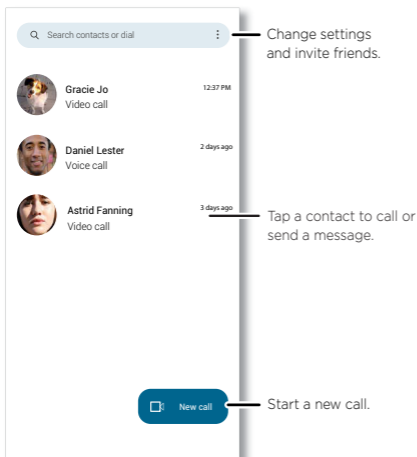 Search contacts or dial
Change settings
and invite friends.
Gracie Jo
12:37 PM
Video call
Daniel Lester
2 days ago
Voice call
Astrid Fanning
3 days ago
Video call
Tap a contact to call or
send a message.
New call
Start a new call.